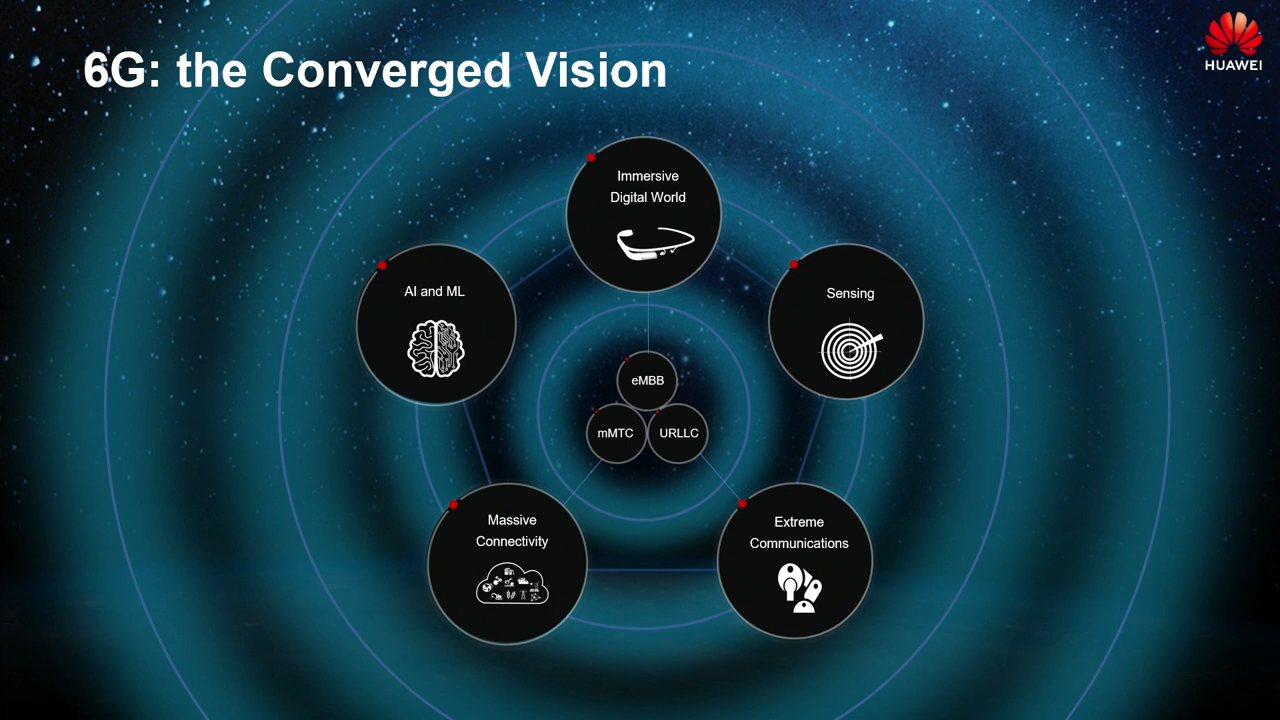 HUAWEI
6G: the Converged Vision
Immersive
Digital World
AI and ML
Sensing
eMBB
mMTC
URLLC
Massive
Connectivity
Extreme
Communications